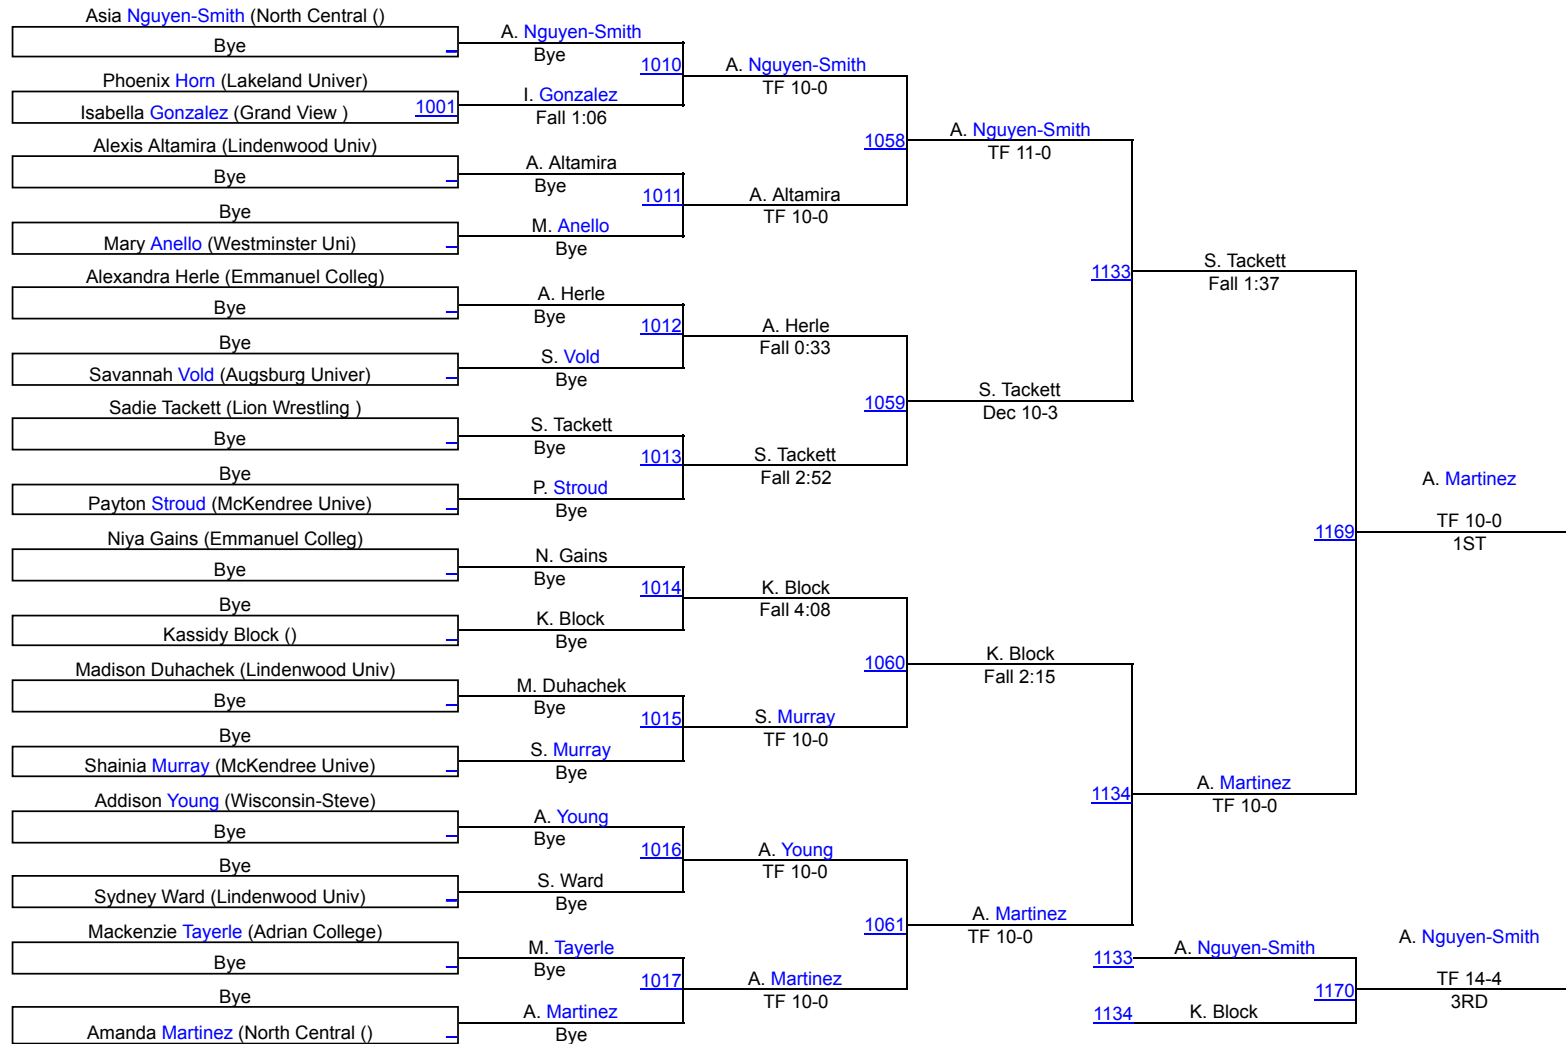 Asia Nguyen-Smith (North Central ()
Bye
Phoenix Horn (Lakeland Univer)
Isabella Gonzalez (Grand View )
1001
Alexis Altamira (Lindenwood Univ)
Bye
Bye
Mary Anello (Westminster Uni)
Alexandra Herle (Emmanuel Colleg)
Bye
Bye
Savannah Vold (Augsburg Univer)
Sadie Tackett (Lion Wrestling )
Bye
Bye
Payton Stroud (McKendree Unive)
Niya Gains (Emmanuel Colleg)
Bye
Bye
Kassidy Block ()
Madison Duhachek (Lindenwood Univ)
Bye
Bye
Shainia Murray (McKendree Unive)
Addison Young (Wisconsin-Steve)
Bye
Bye
Sydney Ward (Lindenwood Univ)
Mackenzie Tayerle (Adrian College)
Bye
Bye
Amanda Martinez (North Central ()
A. Nguyen-Smith
Bye
1010
I. Gonzalez
Fall 1:06
A. Altamira
Bye
1011
M. Anello
Bye
A. Herle
Bye
1012
S. Vold
Bye
S. Tackett
Bye
1013
P. Stroud
Bye
N. Gains
Bye
1014
K. Block
Bye
M. Duhachek
Bye
1015
S. Murray
Bye
A. Young
Bye
1016
S. Ward
Bye
M. Tayerle
Bye
1017
A. Martinez
Bye
A. Nguyen-Smith
TF 10-0
1058
A. Altamira
TF 10-0
A. Herle
Fall 0:33
1059
S. Tackett
Fall 2:52
K. Block
Fall 4:08
1060
S. Murray
TF 10-0
A. Young
TF 10-0
1061
A. Martinez
TF 10-0
A. Nguyen-Smith
TF 11-0
1133
S. Tackett
Dec 10-3
K. Block
Fall 2:15
1134
A. Martinez
TF 10-0
S. Tackett
Fall 1:37
1169
A. Martinez
TF 10-0
A. Martinez
TF 10-0
1ST
1133
A. Nguyen-Smith
1170
1134
K. Block
A. Nguyen-Smith
TF 14-4
3RD